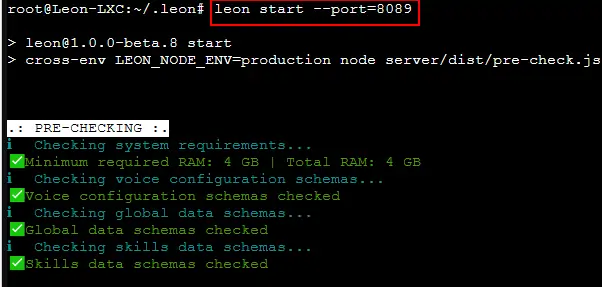 root@Leon-LXC:~/.leon# leon start --port=8089
> leon@1.0.0-beta.8 start
> cross-env LEON_NODE_ENV=production node server/dist/pre-check.js
.: PRE-CHECKING :.
ℹ Checking system requirements...
✅Minimum required RAM: 4 GB | Total RAM: 4 GB
ℹ Checking voice configuration schemas...
✅Voice configuration schemas checked
ℹ Checking global data schemas...
✅Global data schemas checked
ℹ Checking skills data schemas...
✅Skills data schemas checked